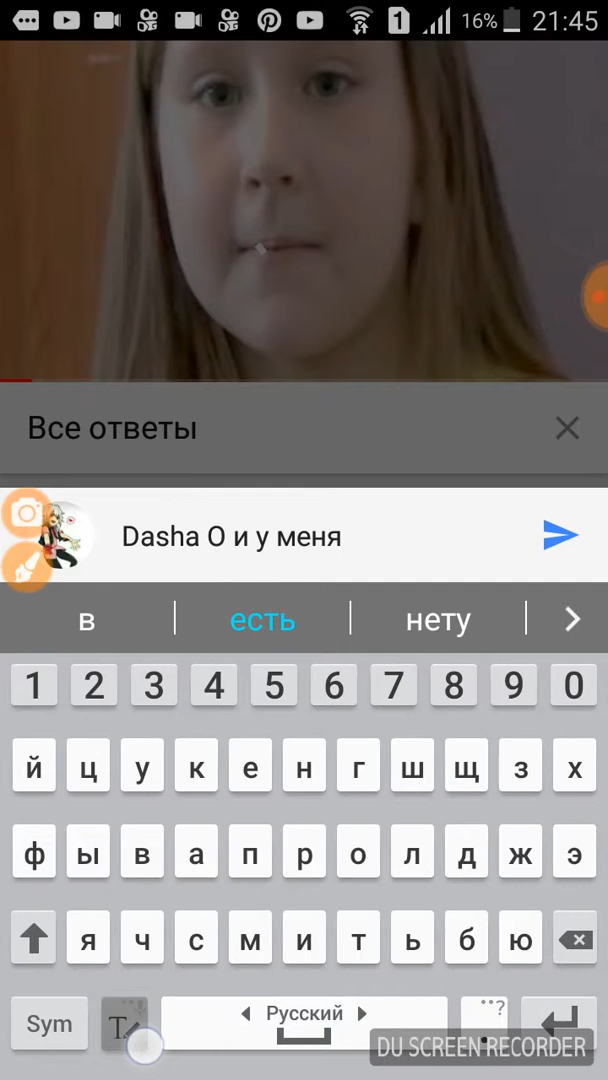 1 16% 21:45
Все ответы
Dasha О и у меня
в есть нету
1 2 3 4 5 6 7 8 9 0
й ц у к е н г ш щ з х
ф ы в а п р о л д ж э
я ч с м и т ь б ю
Sym T Русский ? .
DU SCREEN RECORDER